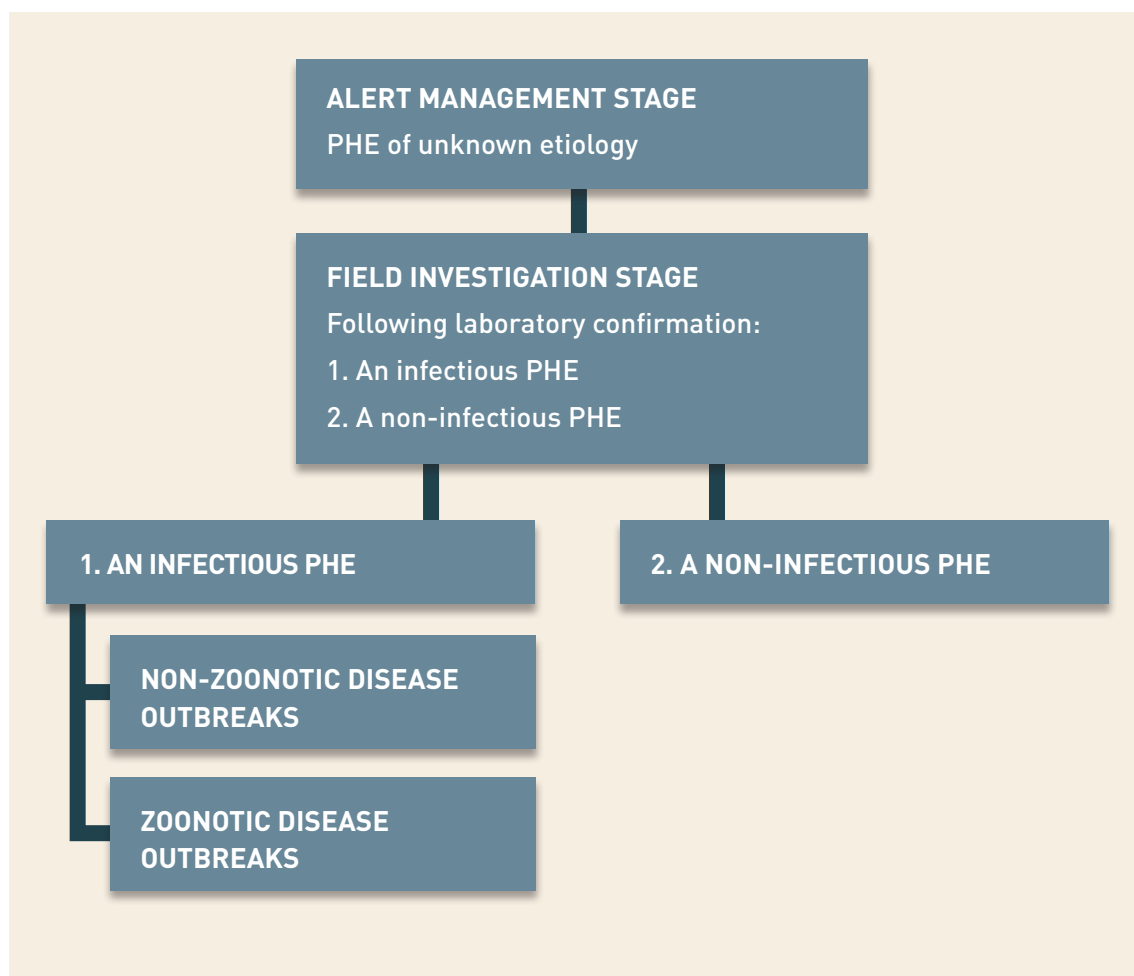 ALERT MANAGEMENT STAGE
PHE of unknown etiology
FIELD INVESTIGATION STAGE
Following laboratory confirmation:
1. An infectious PHE
2. A non-infectious PHE
1. AN INFECTIOUS PHE
2. A NON-INFECTIOUS PHE
NON-ZOONOTIC DISEASE
OUTBREAKS
ZOONOTIC DISEASE
OUTBREAKS